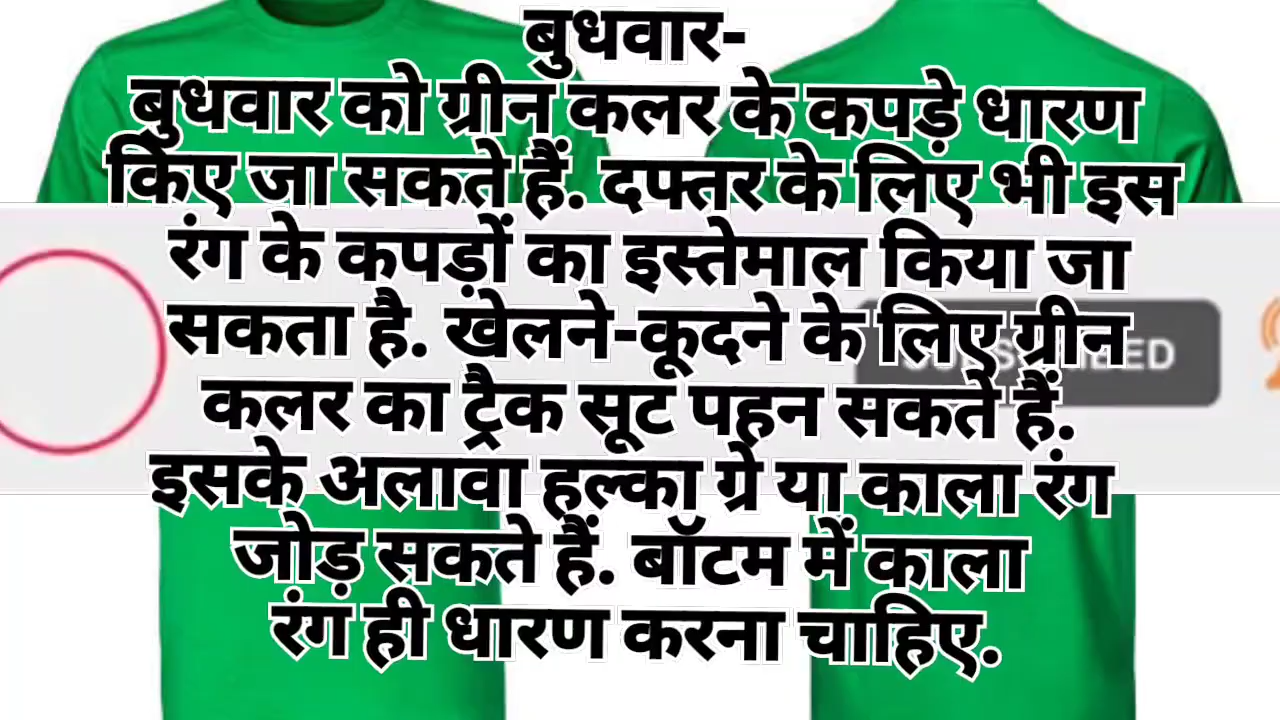 बुधवार-
बुधवार को ग्रीन कलर के कपड़े धारण
किए जा सकते हैं. दफ्तर के लिए भी इस
रंग के कपड़ों का इस्तेमाल किया जा
सकता है. खेलने-कूदने के लिए ग्रीन
कलर का ट्रैक सूट पहन सकते हैं.
इसके अलावा हल्का ग्रे या काला रंग
जोड़ सकते हैं. बॉटम में काला
रंग ही धारण करना चाहिए.